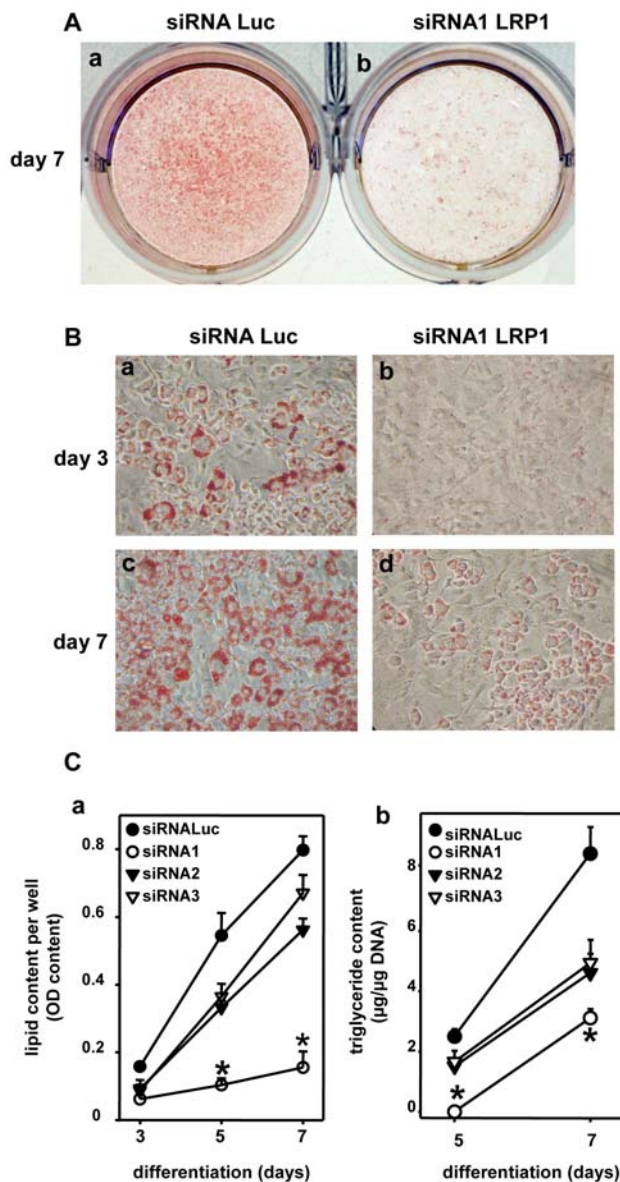 A
siRNA Luc siRNA1 LRP1
a b
day 7
B
siRNA Luc siRNA1 LRP1
a b
day 3
c d
day 7
C
a
siRNALuc
siRNA1
siRNA2
siRNA3
lipid content per well
(OD content)
0.8
0.6
0.4
0.2
0
* *
3 5 7
differentiation (days)
b
siRNALuc
siRNA1
siRNA2
siRNA3
triglyceride content
(µg/µg DNA)
8
6
4
2
0
* *
5 7
differentiation (days)